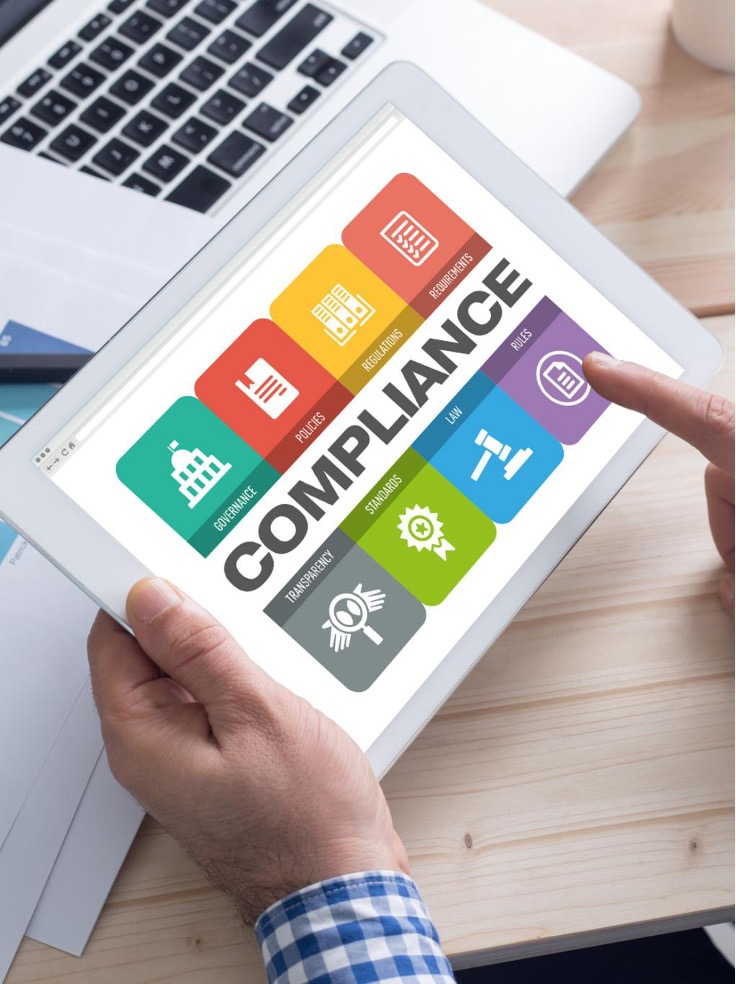 GOVERNANCE
POLICIES
REGULATIONS
REQUIREMENTS
COMPLIANCE
TRANSPARENCY
STANDARDS
LAW
RULES